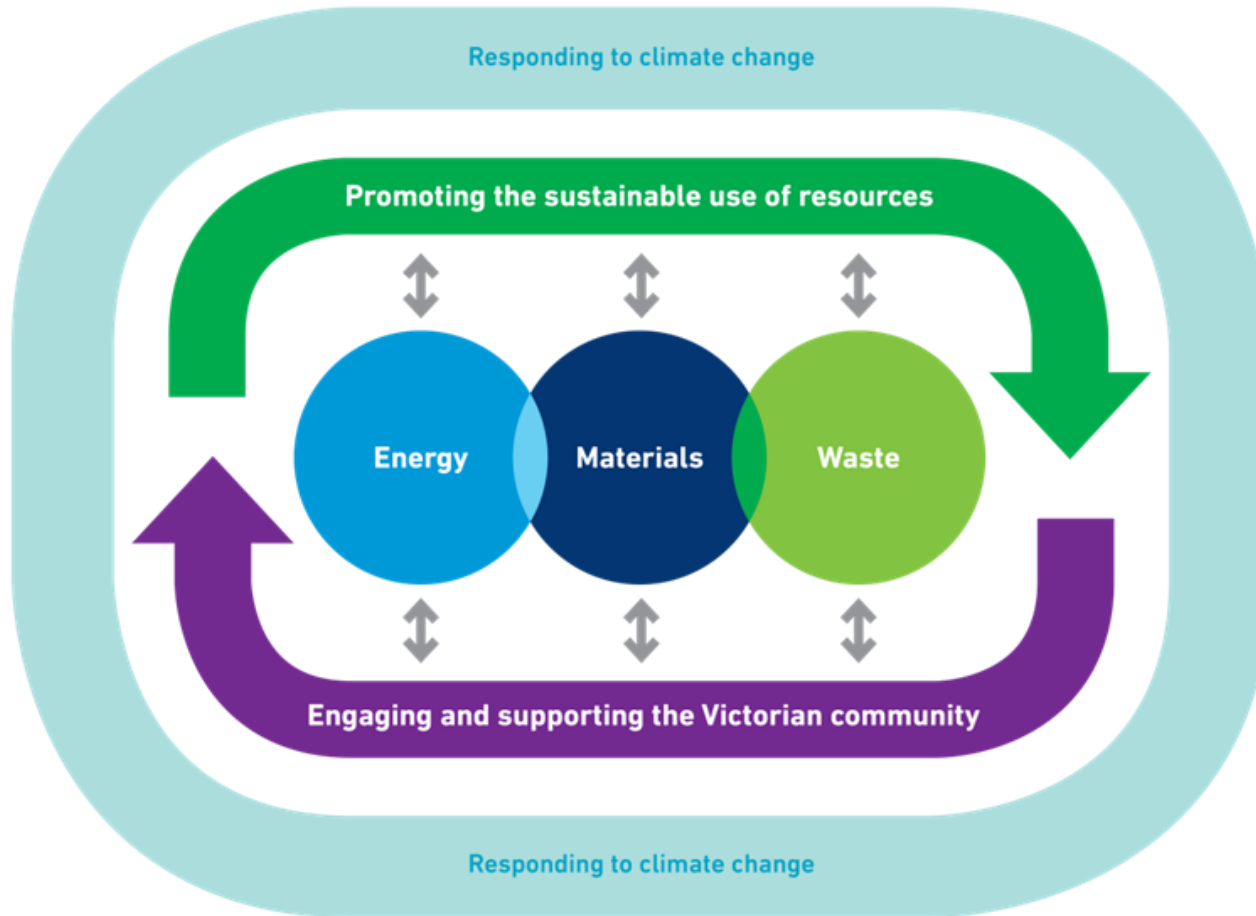 Responding to climate change
Promoting the sustainable use of resources
Energy
Materials
Waste
Engaging and supporting the Victorian community
Responding to climate change